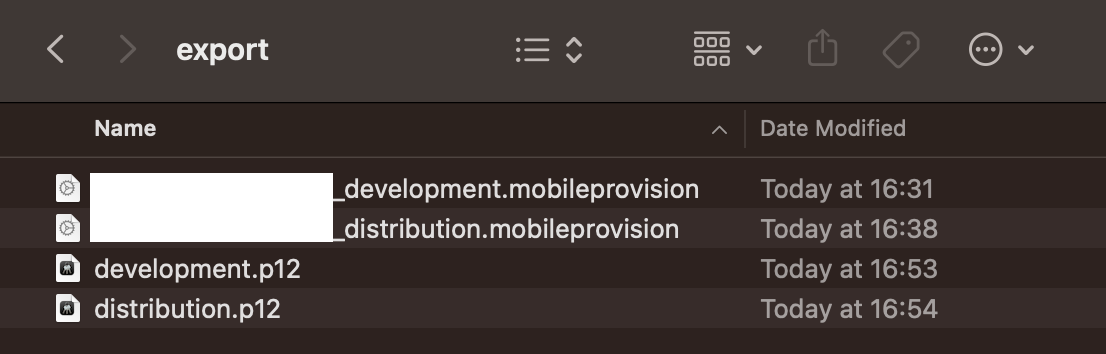 export
Name Date Modified
_development.mobileprovision Today at 16:31
_distribution.mobileprovision Today at 16:38
development.p12 Today at 16:53
distribution.p12 Today at 16:54